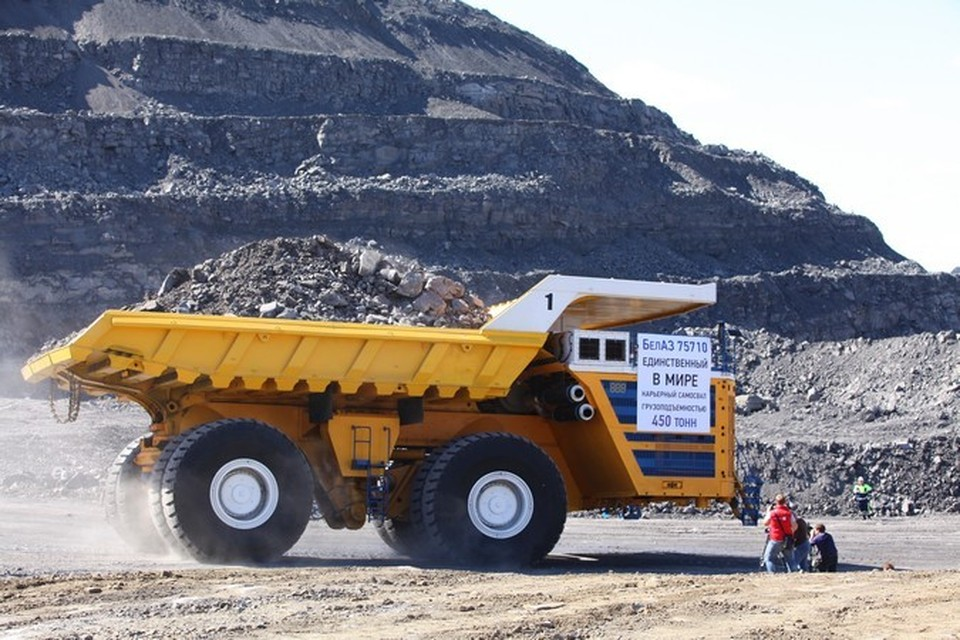 1
БелАЗ 75710
ЕДИНСТВЕННЫЙ
В МИРЕ
КАРЬЕРНЫЙ САМОСВАЛ
ГРУЗОПОДЪЕМНОСТЬЮ
450 ТОНН